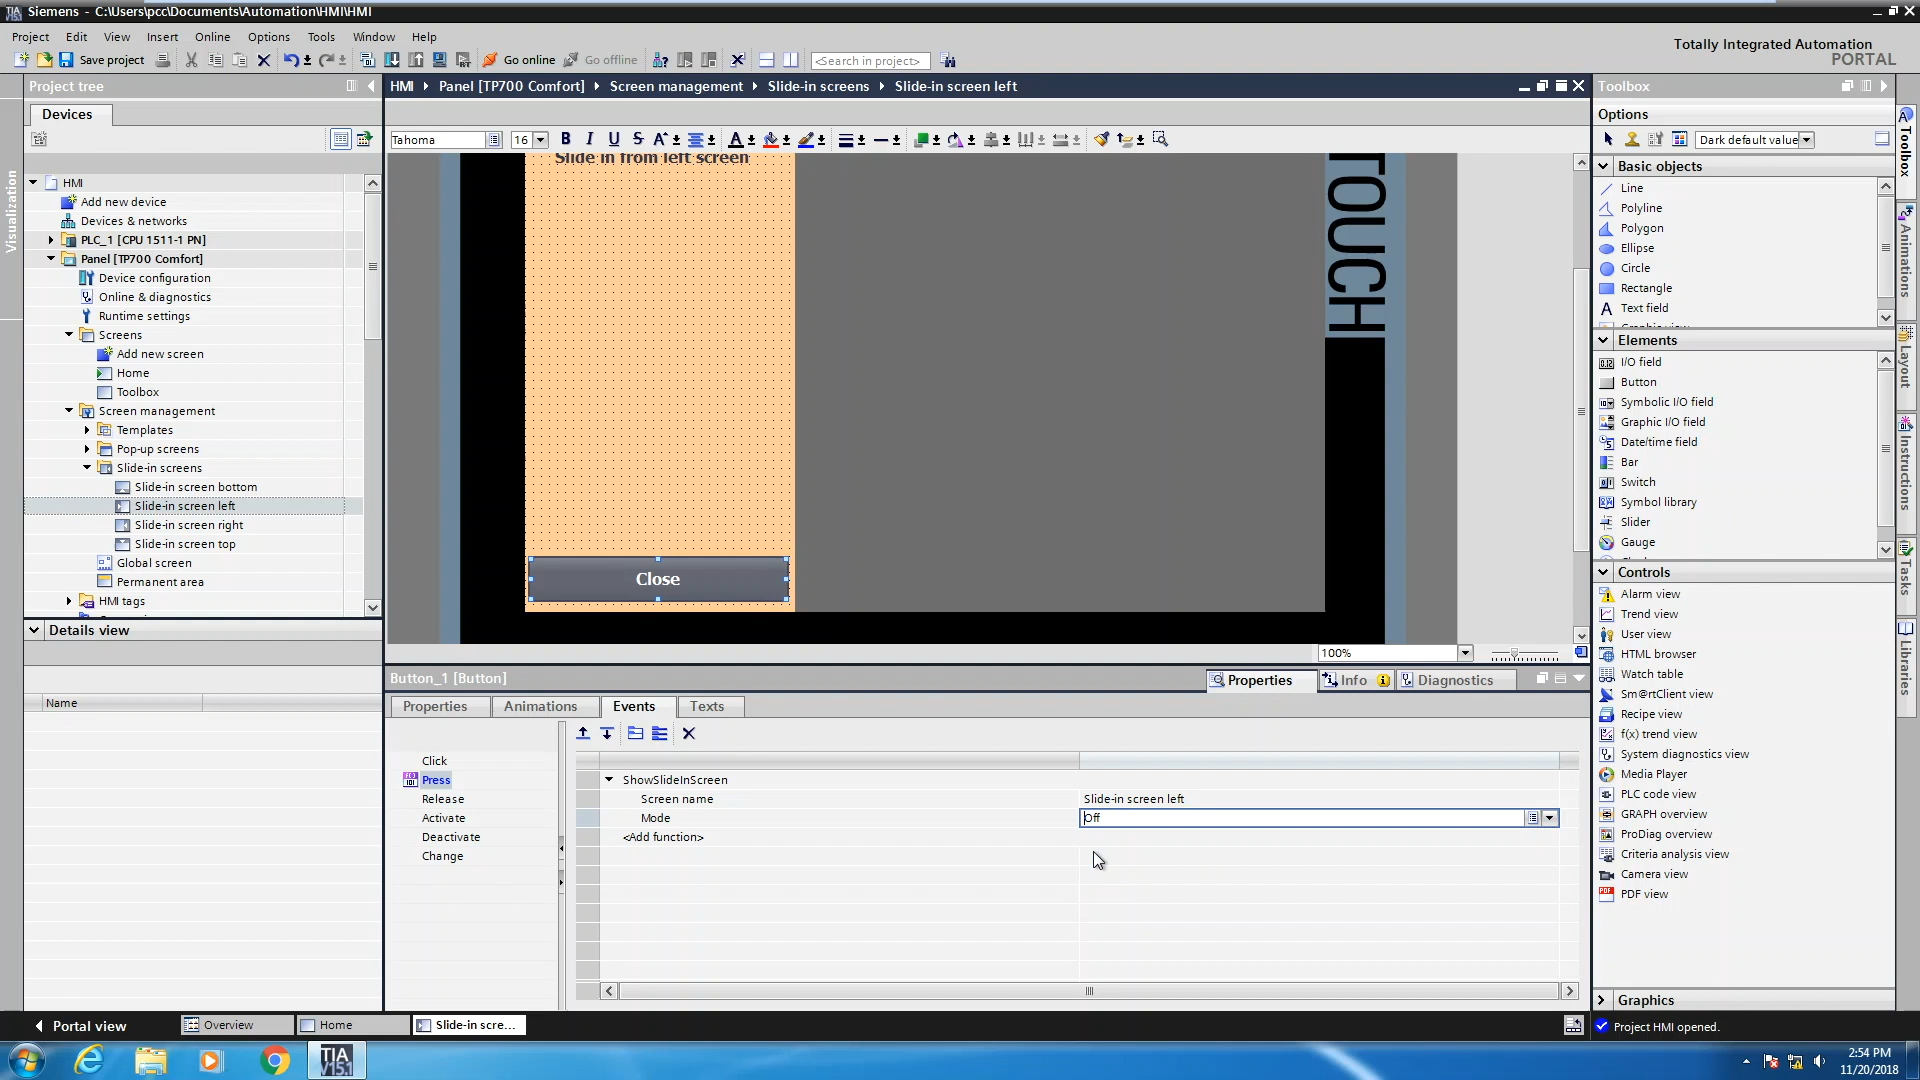 Siemens - C:\Users\pcc\Documents\Automation\HMI\HMI
Project Edit View Insert Online Options Tools Window Help
Totally Integrated Automation
PORTAL
Save project
Go online
Go offline
<Search in project>
Project tree
HMI
Panel [TP700 Comfort]
Screen management
Slide-in screens
Slide-in screen left
Toolbox
Devices
Options
Tahoma
16
Dark default value
Visualization
HMI
Add new device
Devices & networks
PLC_1 [CPU 1511-1 PN]
Panel [TP700 Comfort]
Device configuration
Online & diagnostics
Runtime settings
Screens
Add new screen
Home
Toolbox
Screen management
Templates
Pop-up screens
Slide-in screens
Slide-in screen bottom
Slide-in screen left
Slide-in screen right
Slide-in screen top
Global screen
Permanent area
HMI tags
Details view
Name
Slide in from left screen
TOUCH
Close
100%
Button_1 [Button]
Properties
Info
Diagnostics
Properties
Animations
Events
Texts
Click
Press
Release
Activate
Deactivate
Change
ShowSlideInScreen
Screen name
Slide-in screen left
Mode
Off
<Add function>
Basic objects
Line
Polyline
Polygon
Ellipse
Circle
Rectangle
Text field
Elements
I/O field
Button
Symbolic I/O field
Graphic I/O field
Date/time field
Bar
Switch
Symbol library
Slider
Gauge
Controls
Alarm view
Trend view
User view
HTML browser
Watch table
Sm@rtClient view
Recipe view
f(x) trend view
System diagnostics view
Media Player
PLC code view
GRAPH overview
ProDiag overview
Criteria analysis view
Camera view
PDF view
Graphics
Toolbox
Animations
Layout
Instructions
Tasks
Libraries
Portal view
Overview
Home
Slide-in scre...
Project HMI opened.
TIA
V15.1
2:54 PM
11/20/2018